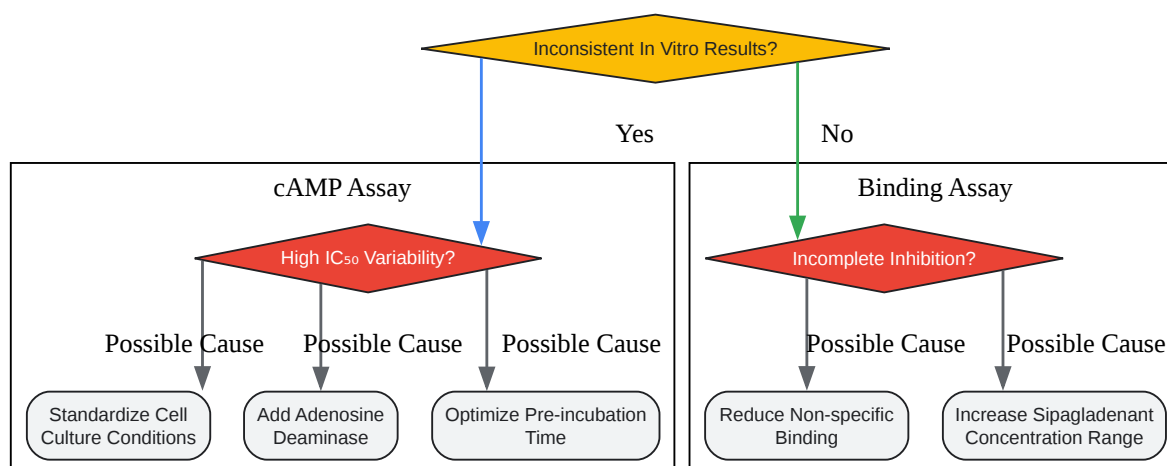 Inconsistent In Vitro Results?
Yes
No
cAMP Assay
Binding Assay
High IC₅₀ Variability?
Incomplete Inhibition?
Possible Cause
Possible Cause
Possible Cause
Possible Cause
Possible Cause
Standardize Cell
Culture Conditions
Add Adenosine
Deaminase
Optimize Pre-incubation
Time
Reduce Non-specific
Binding
Increase Sipagladenant
Concentration Range